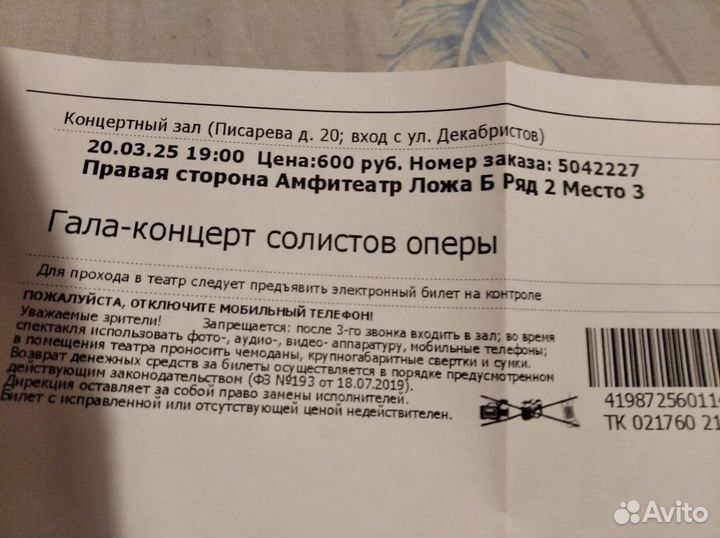 Концертный зал (Писарева д. 20; вход с ул. Декабристов)
20.03.25 19:00 Цена:600 руб. Номер заказа: 5042227
Правая сторона Амфитеатр Ложа Б Ряд 2 Место 3
Гала-концерт солистов оперы
Для прохода в театр следует предъявить электронный билет на контроле
ПОЖАЛУЙСТА, ОТКЛЮЧИТЕ МОБИЛЬНЫЙ ТЕЛЕФОН!
Уважаемые зрители! Запрещается: после 3-го звонка входить в зал; во время
спектакля использовать фото-, аудио-, видео- аппаратуру, мобильные телефоны;
в помещения театра проносить чемоданы, крупногабаритные свертки и сумки.
Возврат денежных средств за билеты осуществляется в порядке предусмотренном
действующим законодательством (ФЗ №193 от 18.07.2019).
Дирекция оставляет за собой право замены исполнителей.
Билет с исправленной или отсутствующей ценой недействителен.
419872560114
ТК 021760 21
Avito